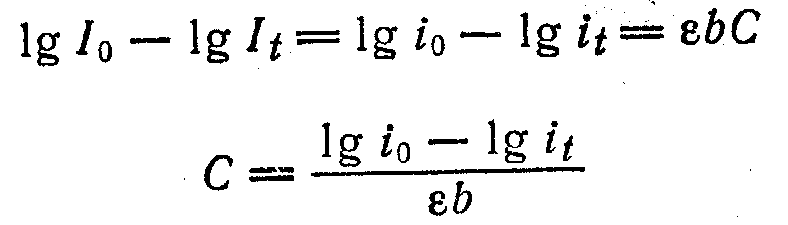 lg I₀ − lg Iₜ = lg i₀ − lg iₜ = εbC
C = (lg i₀ − lg iₜ) / εb